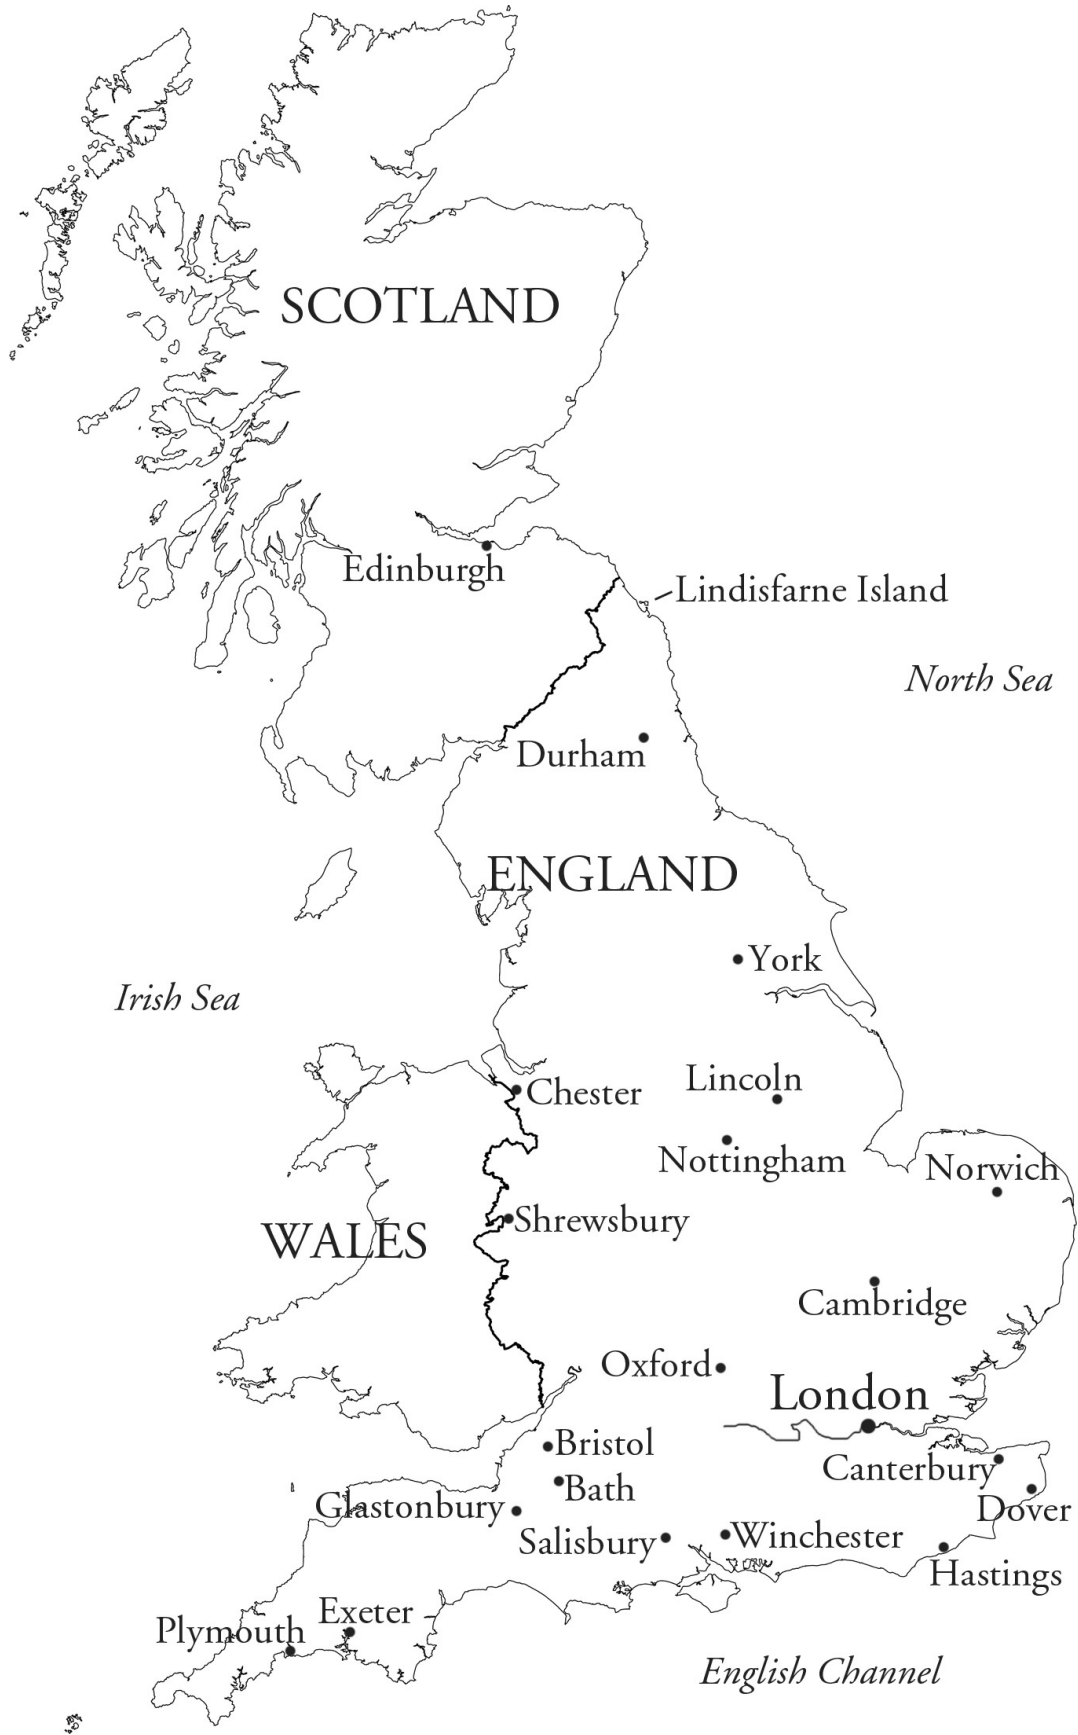 SCOTLAND
Edinburgh
Lindisfarne Island
North Sea
Durham
ENGLAND
York
Irish Sea
Lincoln
Chester
Nottingham
Norwich
Shrewsbury
WALES
Cambridge
Oxford
London
Bristol
Canterbury
Bath
Glastonbury
Dover
Salisbury
Winchester
Hastings
Exeter
Plymouth
English Channel